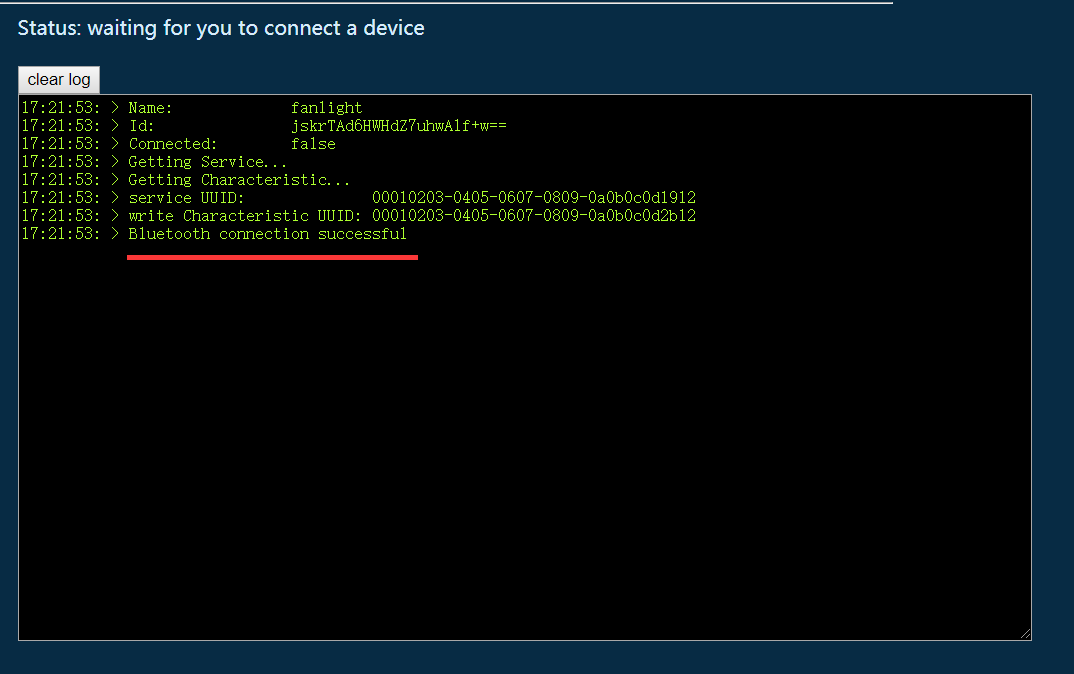 Status: waiting for you to connect a device
clear log
17:21:53: > Name: fanlight
17:21:53: > Id: jskrTAd6HWHdZ7uhwAlf+w==
17:21:53: > Connected: false
17:21:53: > Getting Service...
17:21:53: > Getting Characteristic...
17:21:53: > service UUID: 00010203-0405-0607-0809-0a0b0c0d1912
17:21:53: > write Characteristic UUID: 00010203-0405-0607-0809-0a0b0c0d2b12
17:21:53: > Bluetooth connection successful